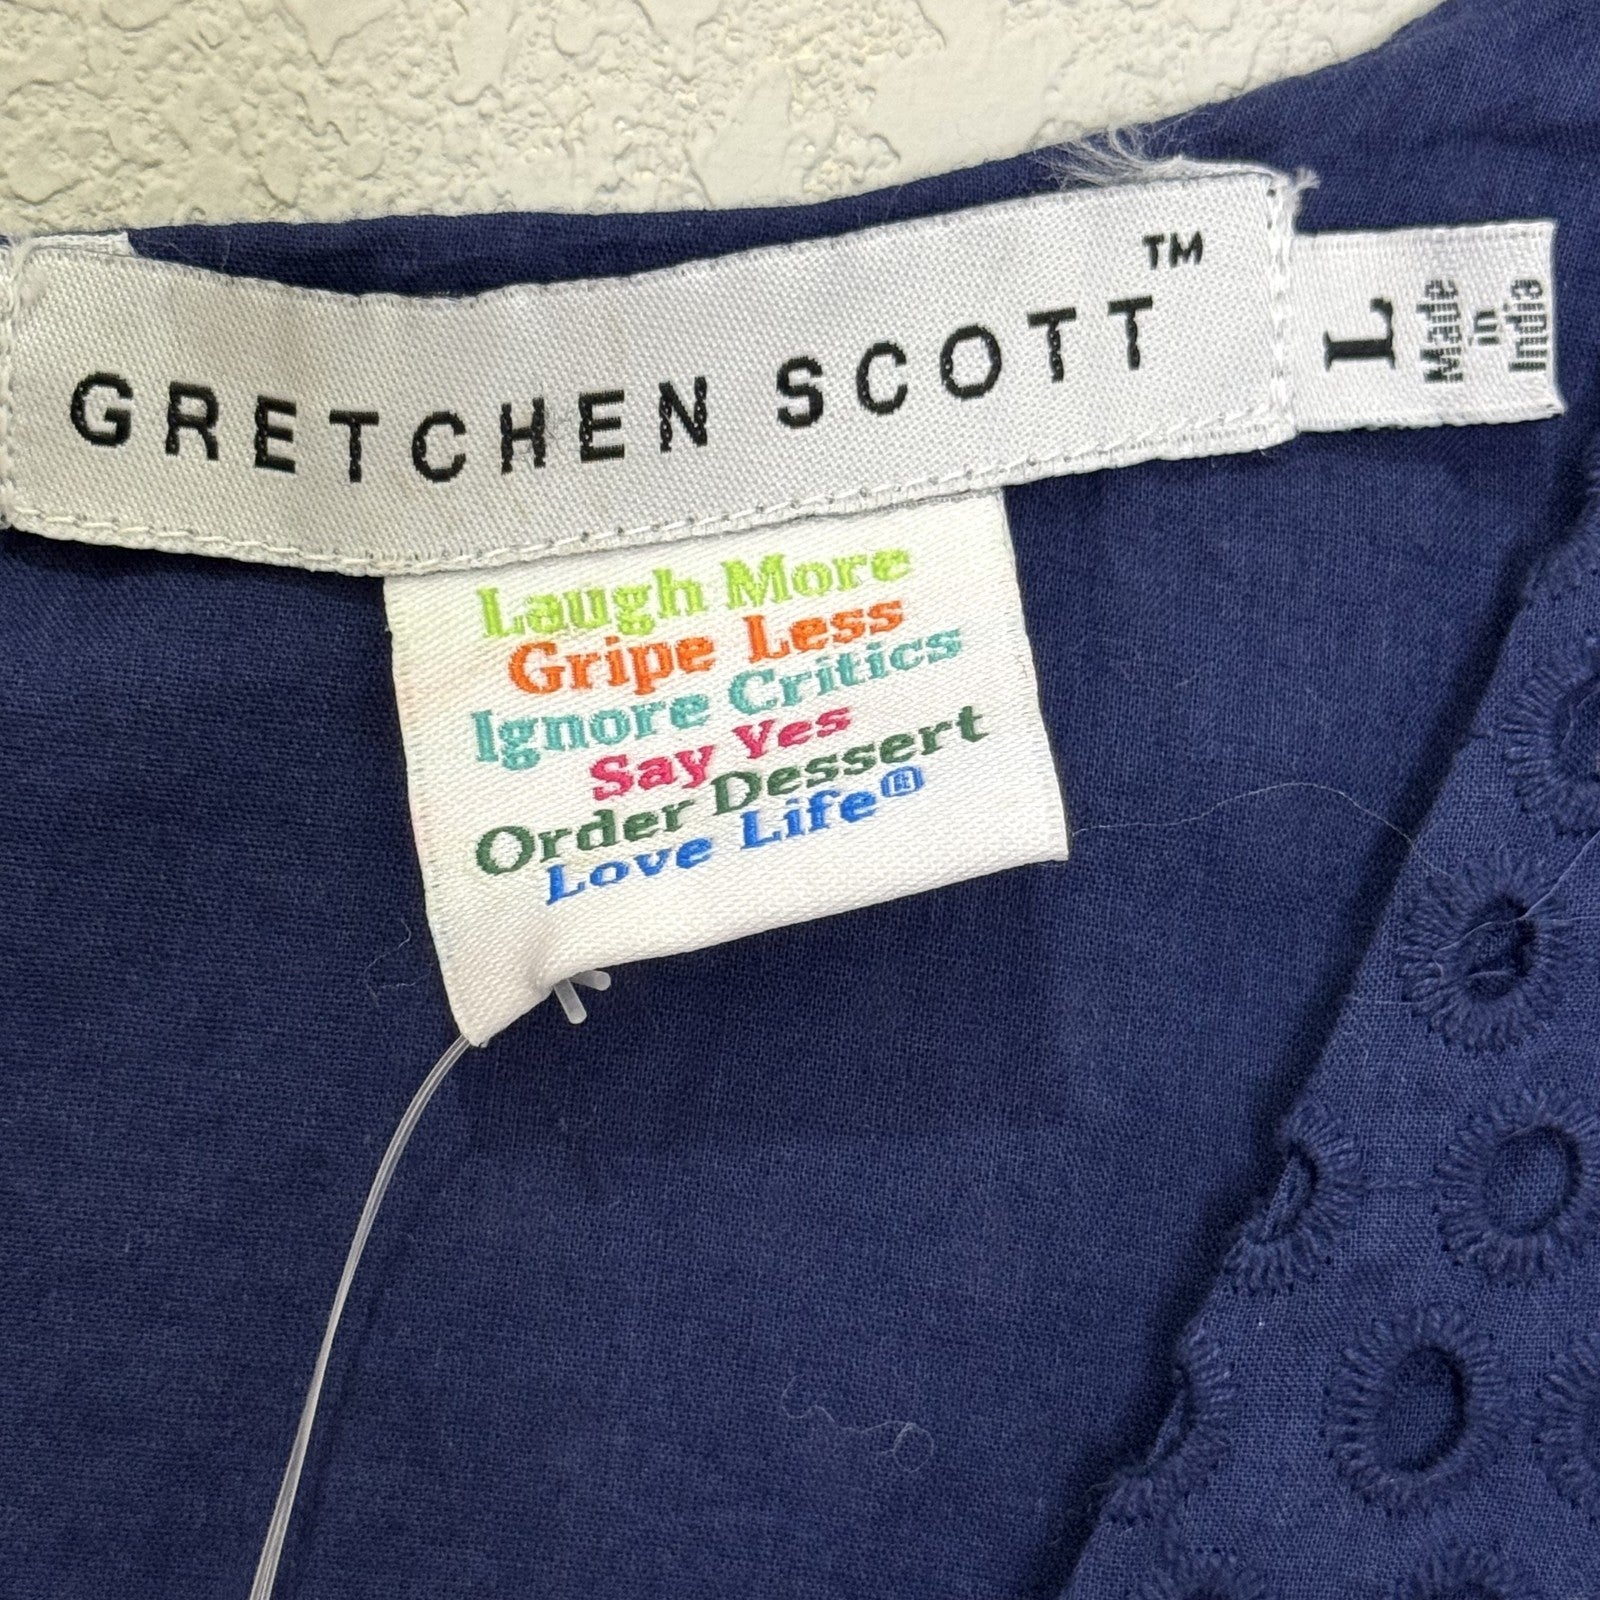 GRETCHEN SCOTT™
L
Made
in
India
Laugh More
Gripe Less
Ignore Critics
Say Yes
Order Dessert
Love Life®